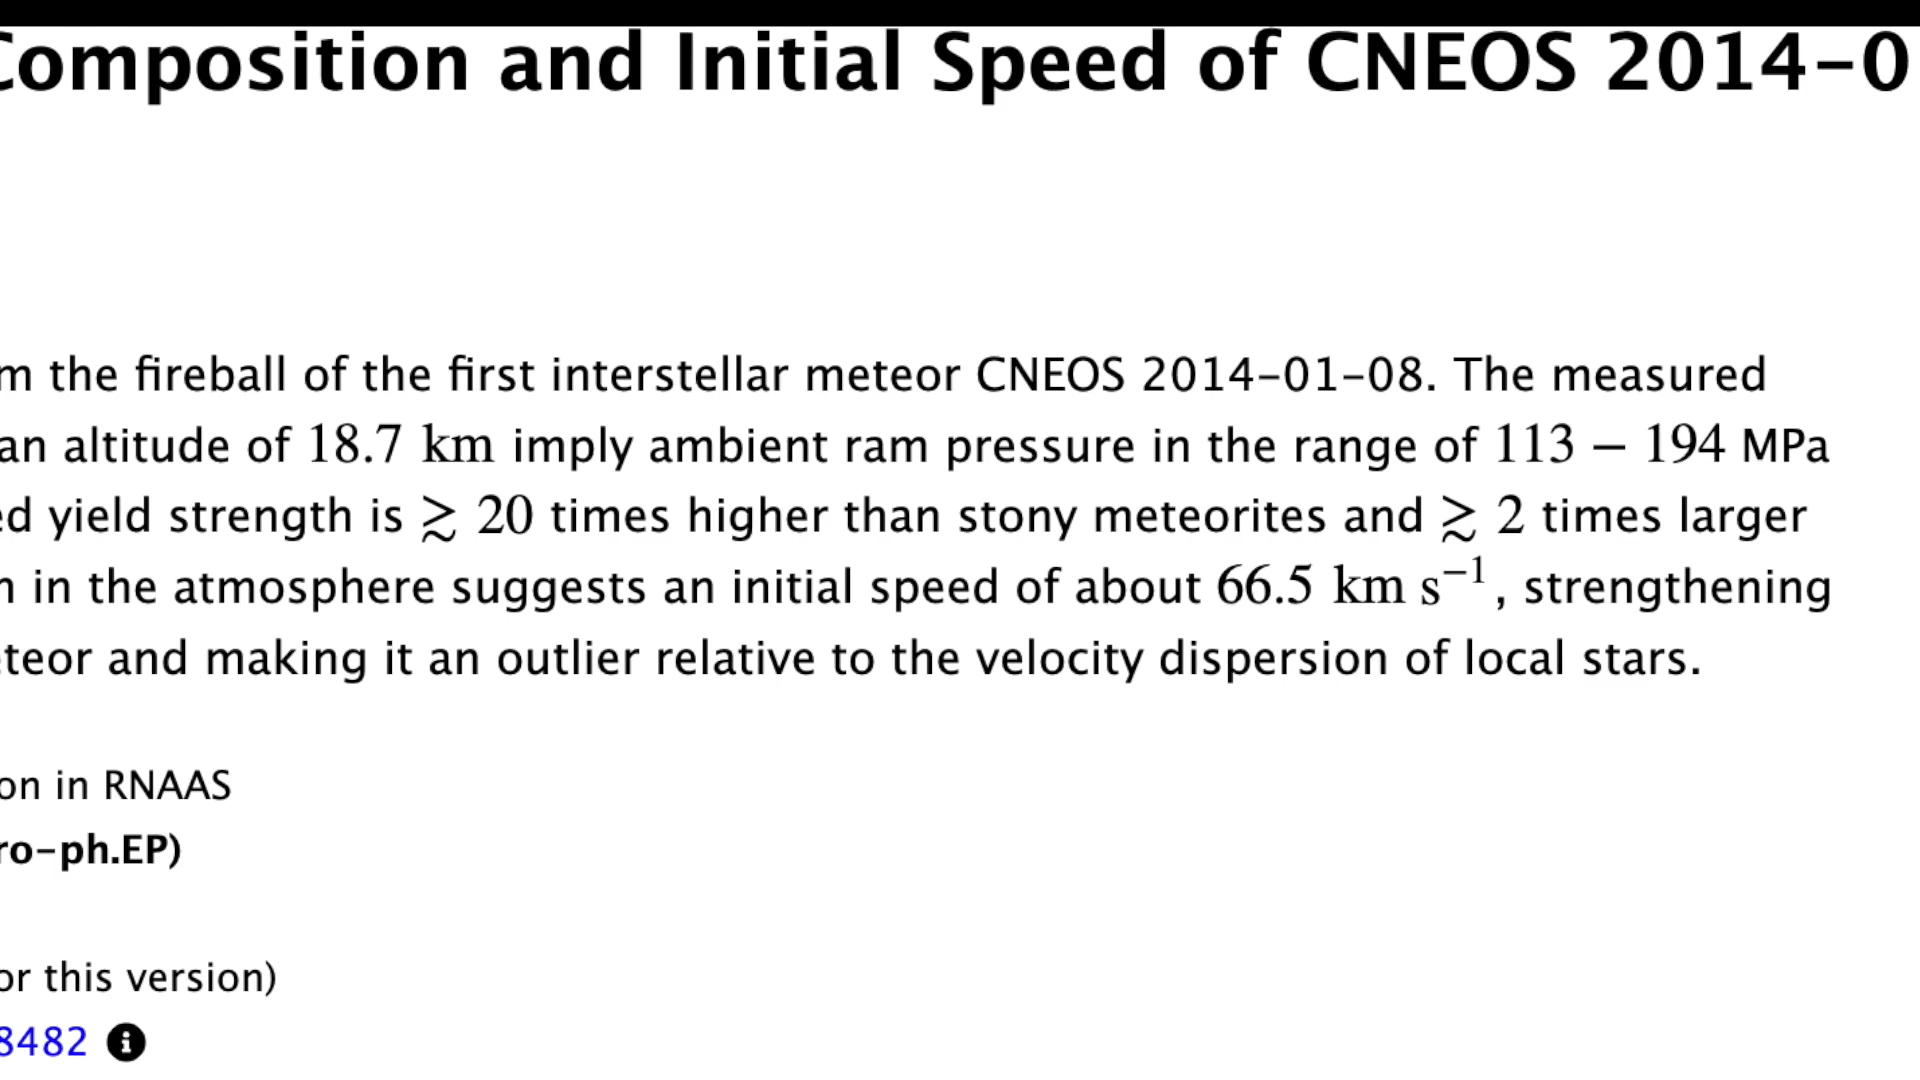 Composition and Initial Speed of CNEOS 2014-0
m the fireball of the first interstellar meteor CNEOS 2014-01-08. The measured
an altitude of 18.7 km imply ambient ram pressure in the range of 113 – 194 MPa
ed yield strength is ≳ 20 times higher than stony meteorites and ≳ 2 times larger
n in the atmosphere suggests an initial speed of about 66.5 km s⁻¹, strengthening
teor and making it an outlier relative to the velocity dispersion of local stars.
on in RNAAS
ro-ph.EP)
or this version)
8482